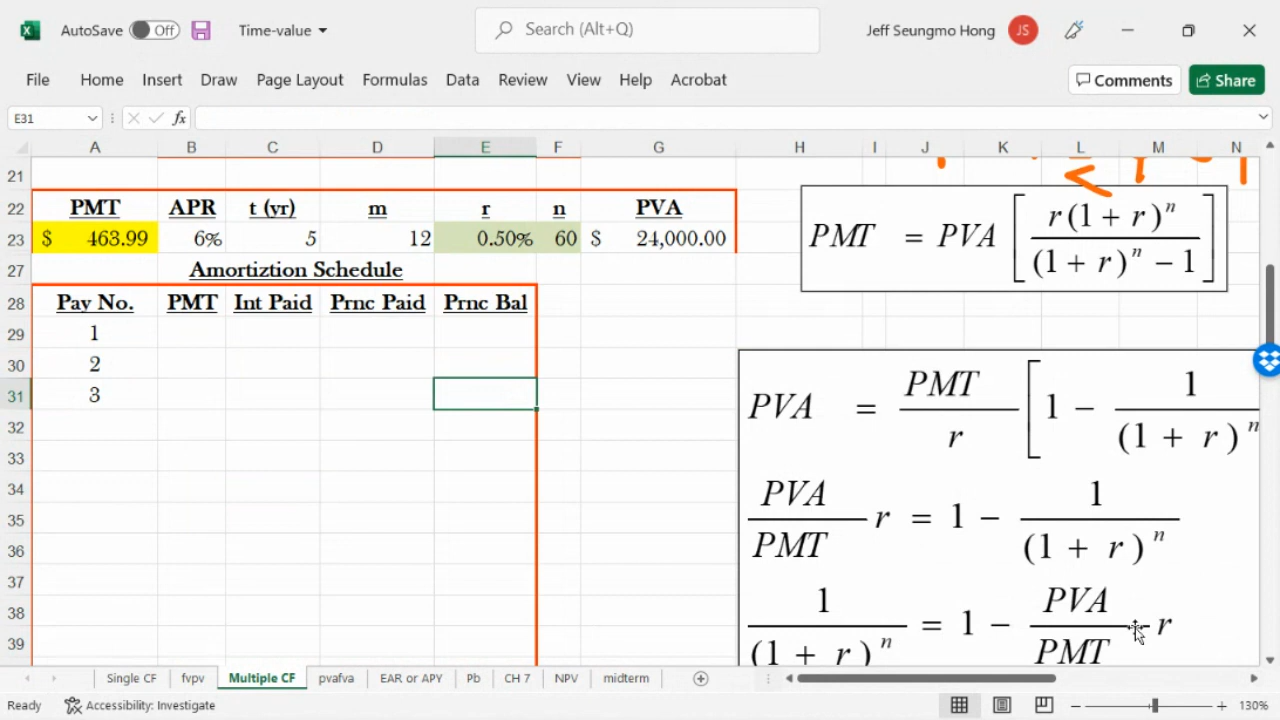 AutoSave Off Time-value Search (Alt+Q) Jeff Seungmo Hong JS
File Home Insert Draw Page Layout Formulas Data Review View Help Acrobat Comments Share
E31 fx
A B C D E F G H I J K L M N
21
22 PMT APR t (yr) m r n PVA
23 $ 463.99 6% 5 12 0.50% 60 $ 24,000.00
27 Amortiztion Schedule
28 Pay No. PMT Int Paid Prnc Paid Prnc Bal
29 1
30 2
31 3
32
33
34
35
36
37
38
39
PMT = PVA [ r(1 + r)^n / (1 + r)^n − 1 ]
PVA = PMT / r [ 1 − 1 / (1 + r)^n
PVA / PMT r = 1 − 1 / (1 + r)^n
1 / (1 + r)^n = 1 − PVA / PMT r
Single CF fvpv Multiple CF pvafva EAR or APY Pb CH 7 NPV midterm
Ready Accessibility: Investigate 130%